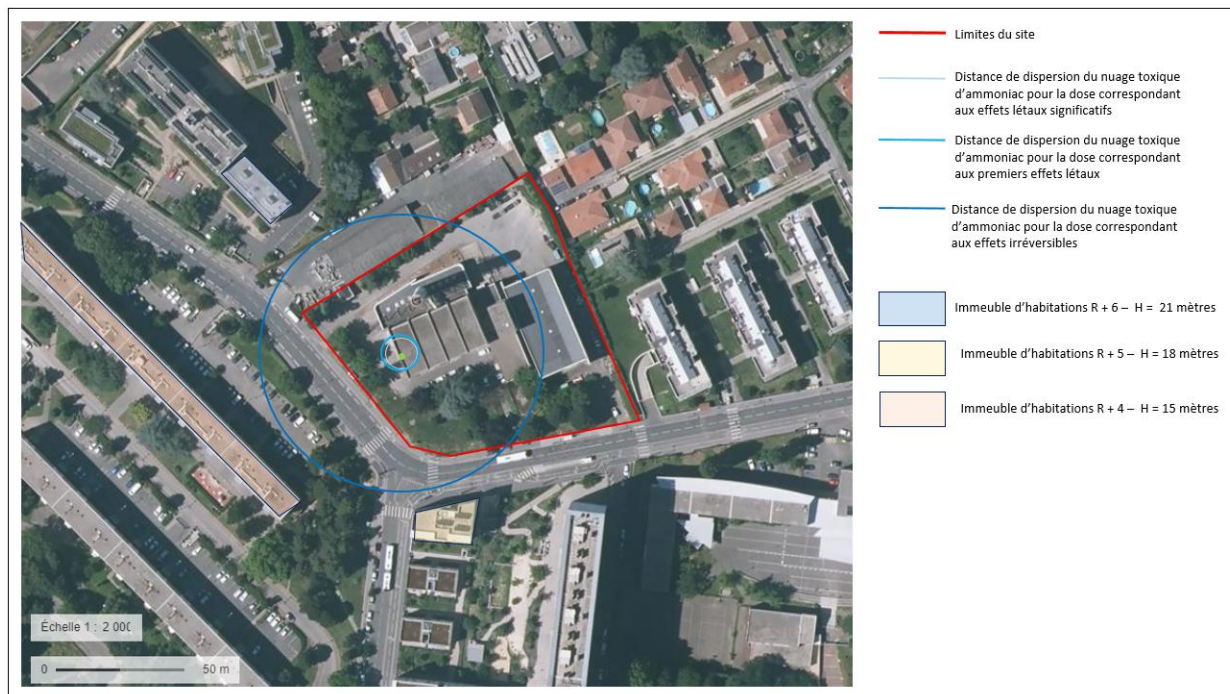 Limites du site
Distance de dispersion du nuage toxique
d'ammoniac pour la dose correspondant
aux effets létaux significatifs
Distance de dispersion du nuage toxique
d'ammoniac pour la dose correspondant
aux premiers effets létaux
Distance de dispersion du nuage toxique
d'ammoniac pour la dose correspondant
aux effets irréversibles
Immeuble d'habitations R + 6 – H = 21 mètres
Immeuble d'habitations R + 5 – H = 18 mètres
Immeuble d'habitations R + 4 – H = 15 mètres
Échelle 1 : 2 000
0 50 m